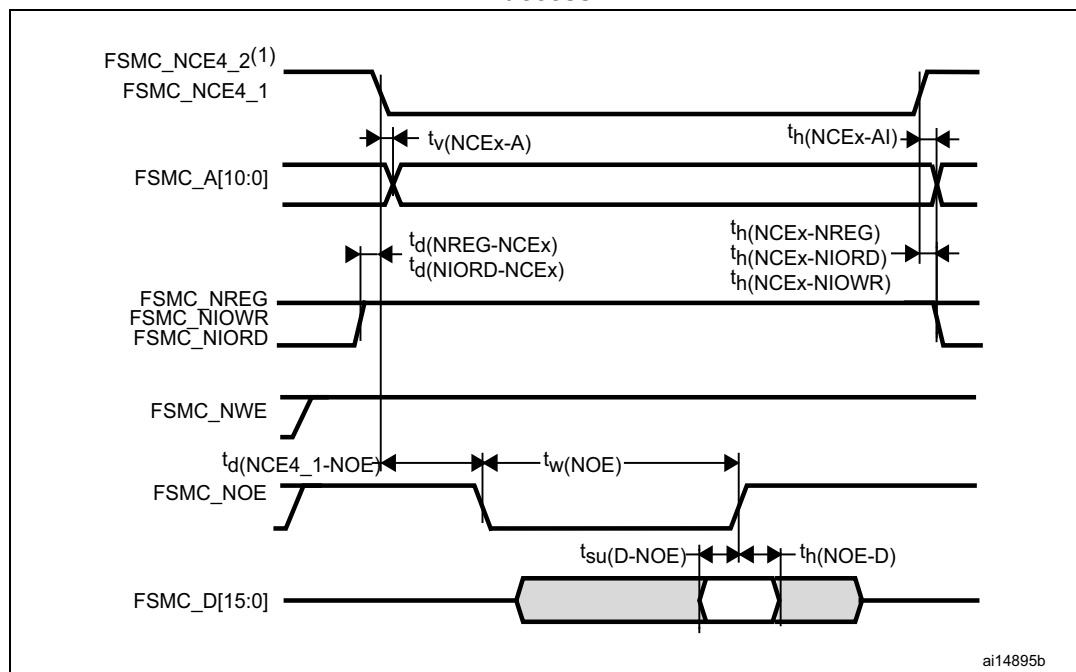 FSMC_NCE4_2(1)
FSMC_NCE4_1
tv(NCEx-A)
th(NCEx-AI)
FSMC_A[10:0]
td(NREG-NCEx)
td(NIORD-NCEx)
th(NCEx-NREG)
th(NCEx-NIORD)
th(NCEx-NIOWR)
FSMC_NREG
FSMC_NIOWR
FSMC_NIORD
FSMC_NWE
td(NCE4_1-NOE)
tw(NOE)
FSMC_NOE
tsu(D-NOE)
th(NOE-D)
FSMC_D[15:0]
ai14895b